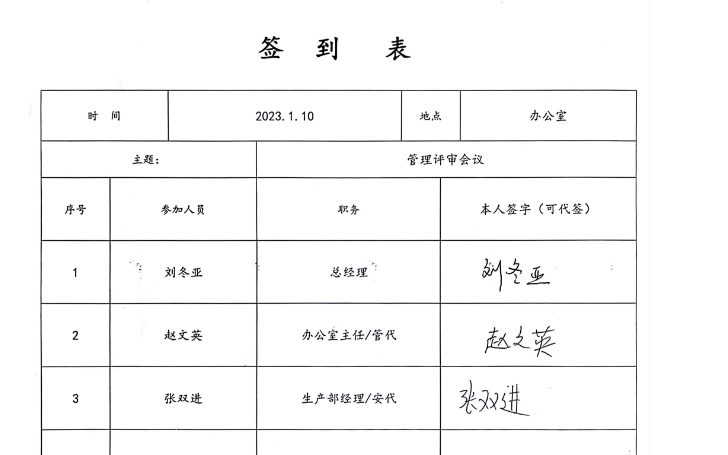 签 到 表
时 间 2023.1.10 地点 办公室
主题： 管理评审会议
序号 参加人员 职务 本人签字（可代签）
1 刘冬亚 总经理 刘冬亚
2 赵文英 办公室主任/管代 赵文英
3 张双进 生产部经理/安代 张双进